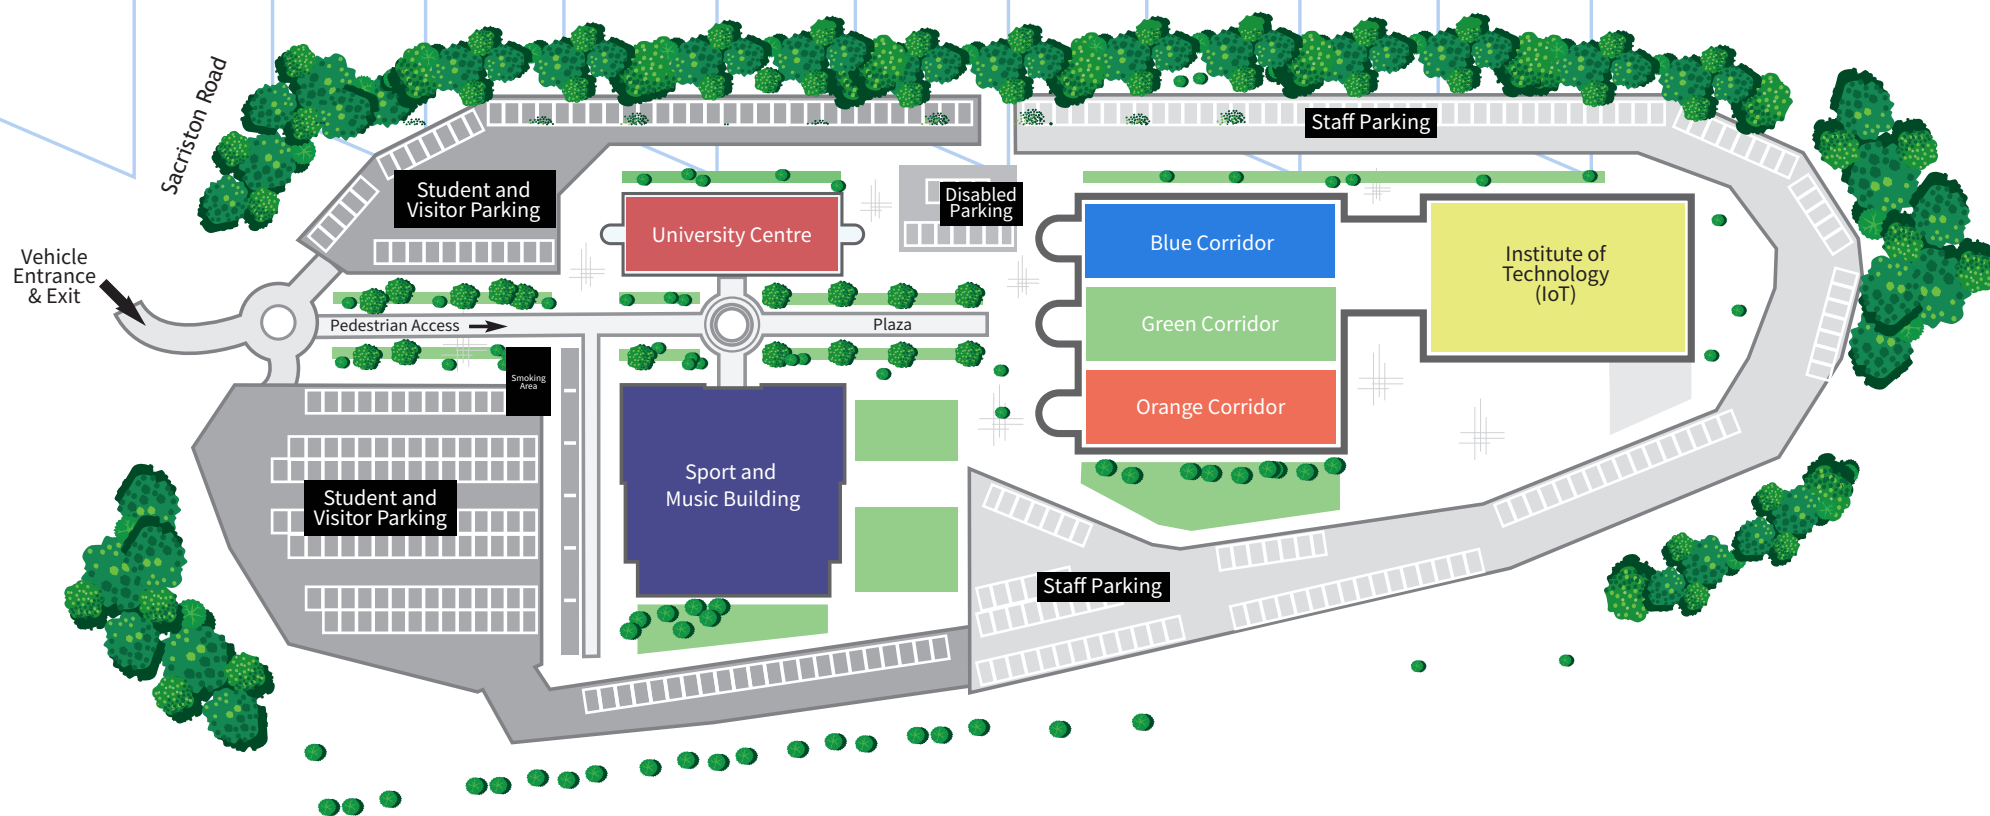 Sacriston Road
Staff Parking
Student and
Visitor Parking
Disabled
Parking
University Centre
Blue Corridor
Institute of
Technology
(IoT)
Vehicle
Entrance
& Exit
Pedestrian Access
Plaza
Green Corridor
Smoking
Area
Orange Corridor
Sport and
Music Building
Student and
Visitor Parking
Staff Parking